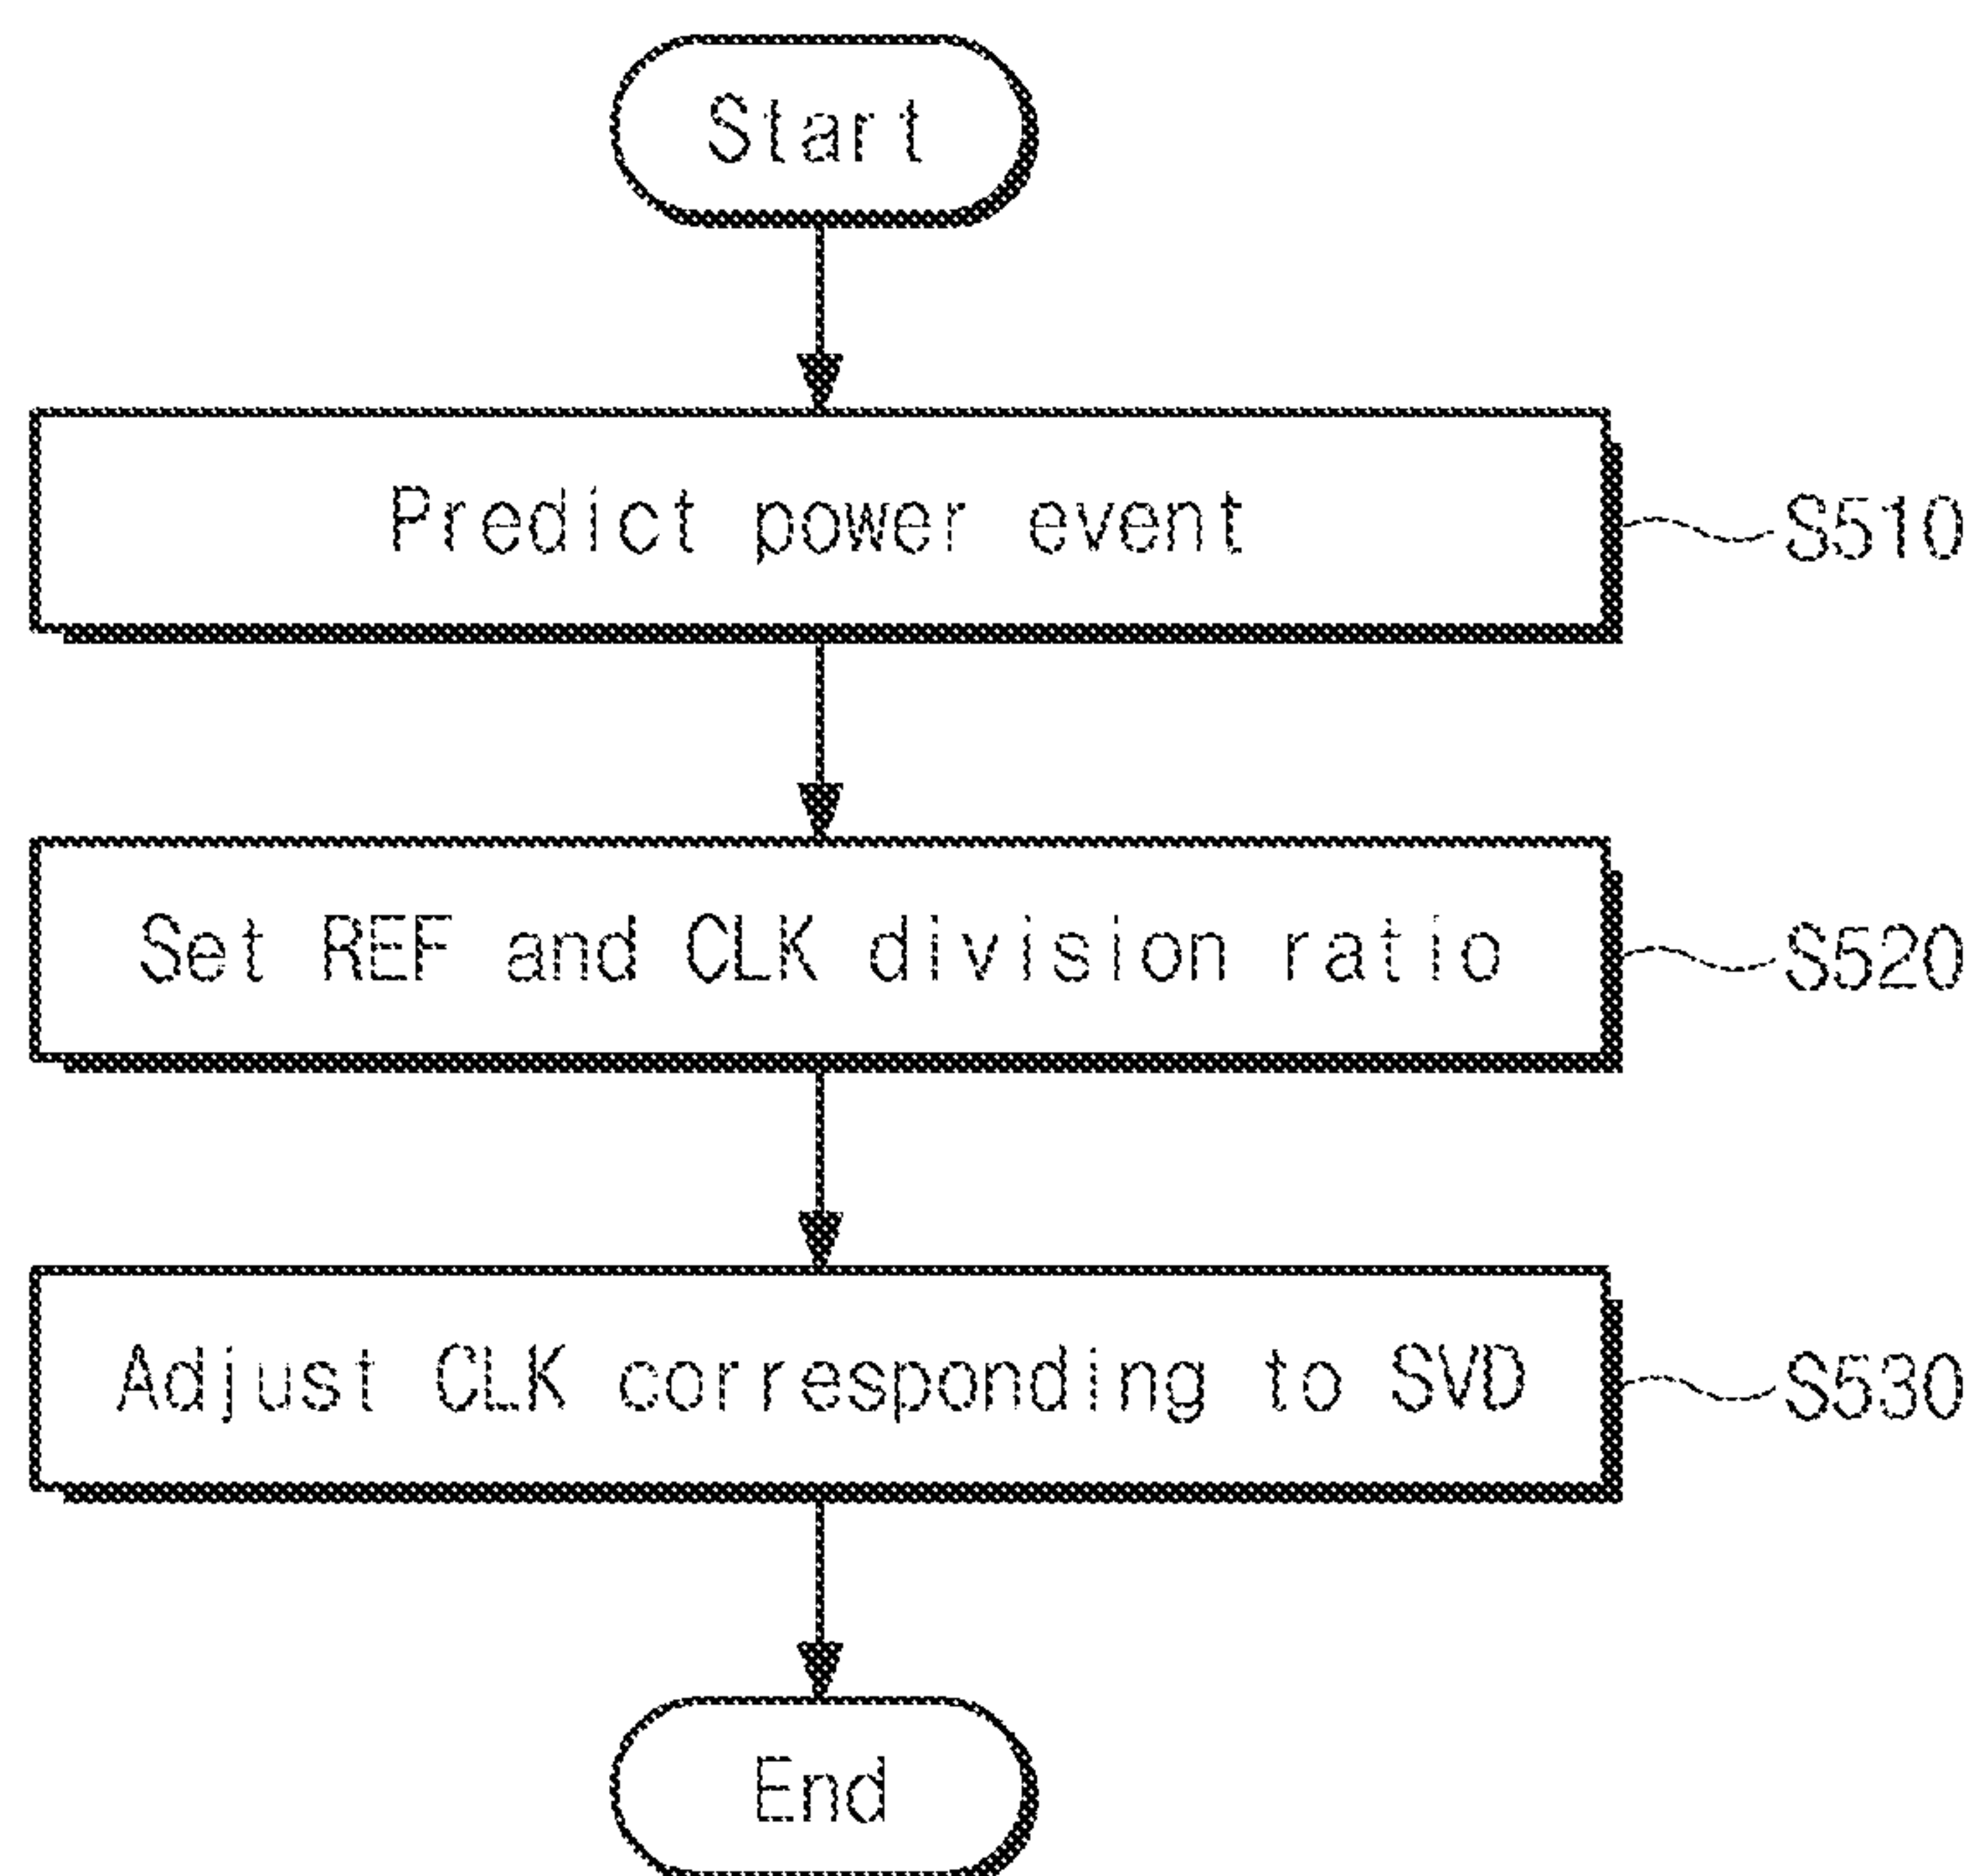 Start
Predict power event
S510
Set REF and CLK division ratio
S520
Adjust CLK corresponding to SVD
S530
End